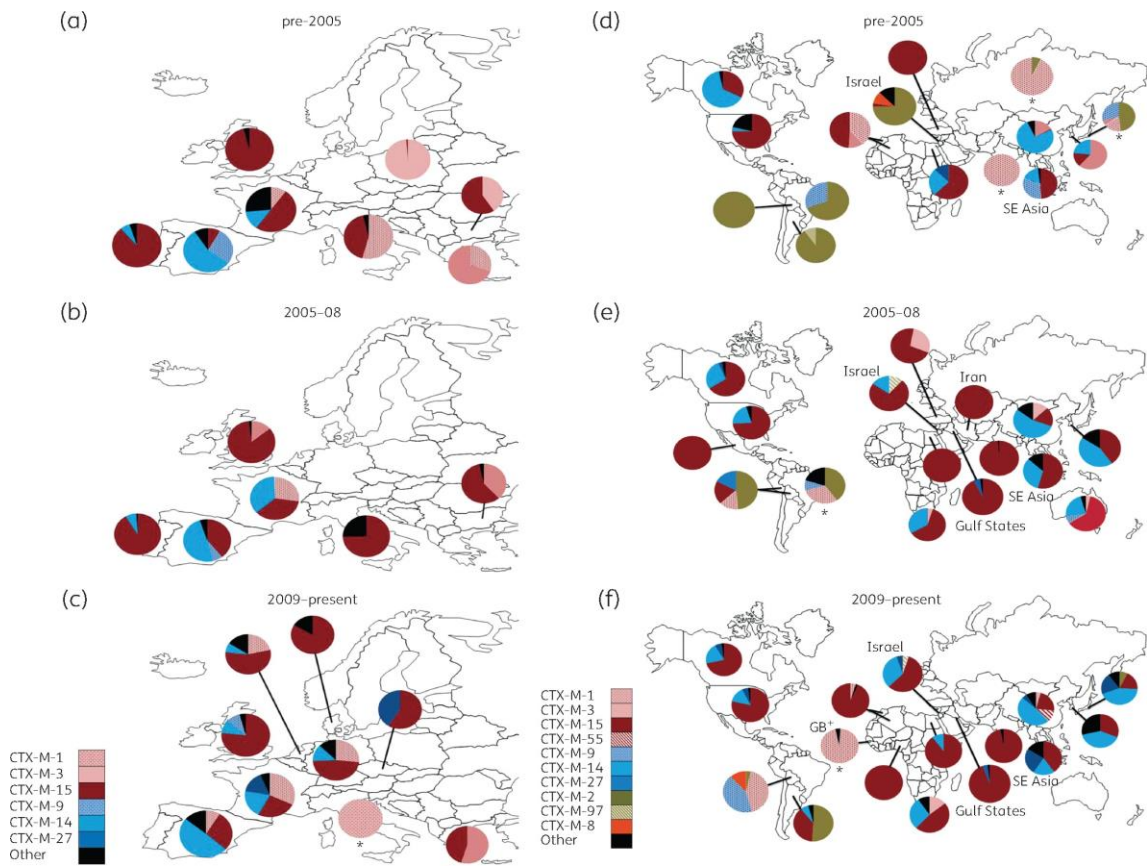 (a)
pre-2005
(b)
2005–08
(c)
2009–present
CTX-M-1
CTX-M-3
CTX-M-15
CTX-M-9
CTX-M-14
CTX-M-27
Other
*
(d)
pre-2005
Israel
*
*
*
SE Asia
(e)
2005–08
Israel
Iran
SE Asia
*
Gulf States
(f)
2009–present
Israel
GB+
*
SE Asia
Gulf States
CTX-M-1
CTX-M-3
CTX-M-15
CTX-M-55
CTX-M-9
CTX-M-14
CTX-M-27
CTX-M-2
CTX-M-97
CTX-M-8
Other